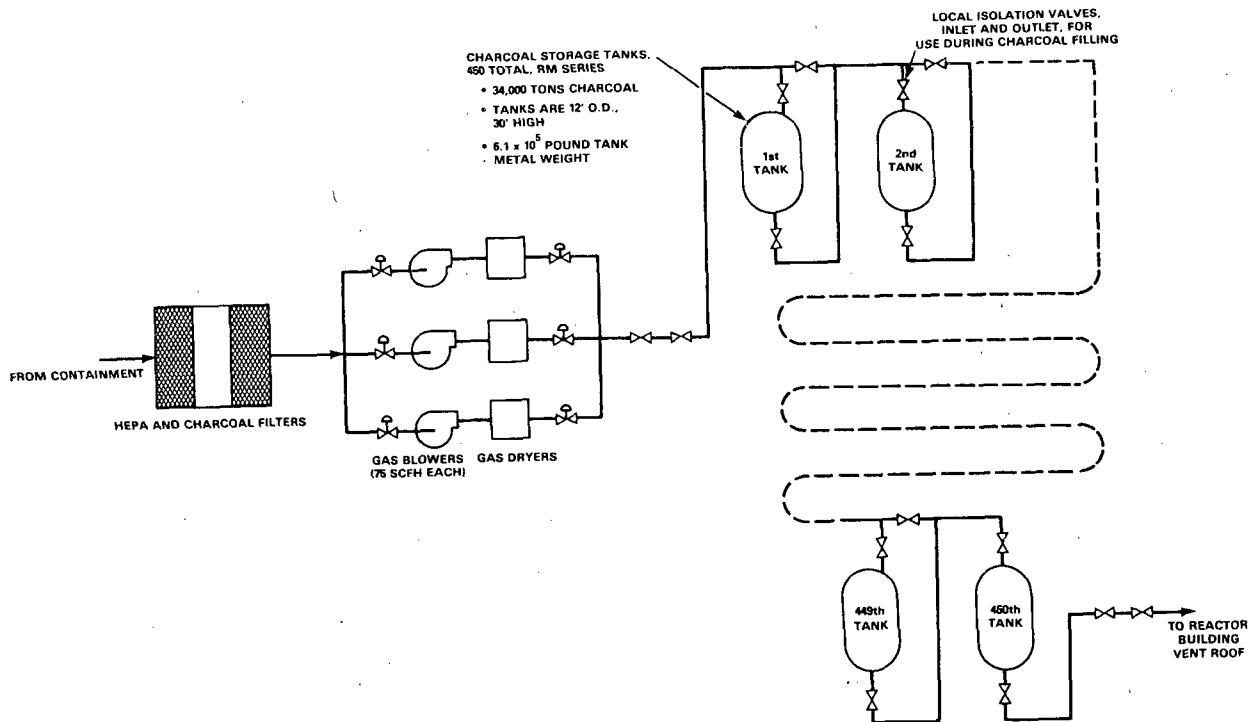 LOCAL ISOLATION VALVES,
INLET AND OUTLET, FOR
USE DURING CHARCOAL FILLING
CHARCOAL STORAGE TANKS,
450 TOTAL, RM SERIES
• 34,000 TONS CHARCOAL
• TANKS ARE 12' O.D.,
30' HIGH
• 6.1 x 10⁵ POUND TANK
METAL WEIGHT
1st
TANK
2nd
TANK
FROM CONTAINMENT
HEPA AND CHARCOAL FILTERS
GAS BLOWERS
(75 SCFH EACH)
GAS DRYERS
449th
TANK
450th
TANK
TO REACTOR
BUILDING
VENT ROOF